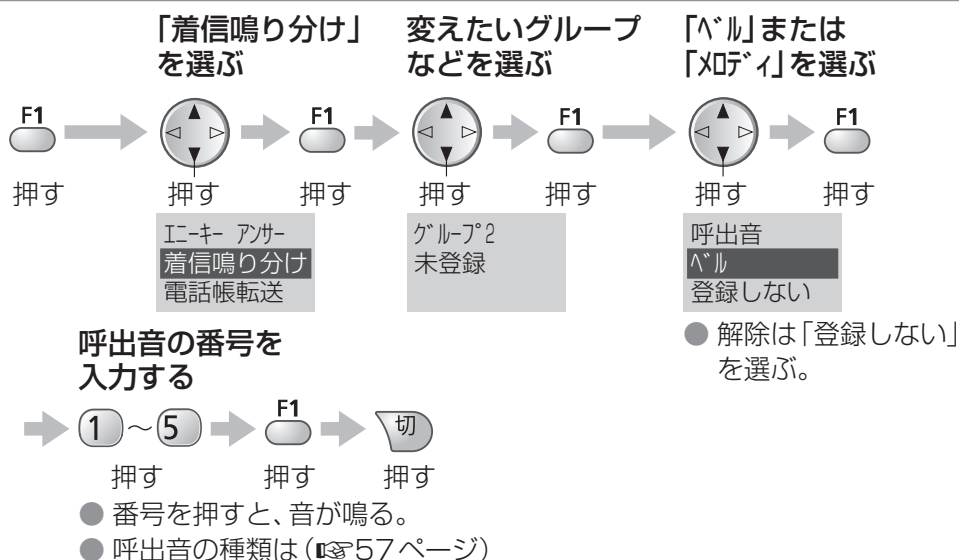 「着信鳴り分け」
を選ぶ
変えたいグループ
などを選ぶ
「ﾍﾞﾙ」または
「ﾒﾛﾃﾞｨ」を選ぶ
F1
F1
F1
F1
押す
押す
押す
押す
押す
押す
押す
ｴﾆｰｷｰ ｱﾝｻｰ
着信鳴り分け
電話帳転送
ｸﾞﾙｰﾌﾟ2
未登録
呼出音
ﾍﾞﾙ
登録しない
● 解除は「登録しない」
を選ぶ。
呼出音の番号を
入力する
1～5
F1
切
押す
押す
押す
● 番号を押すと、音が鳴る。
● 呼出音の種類は(☞57ページ)